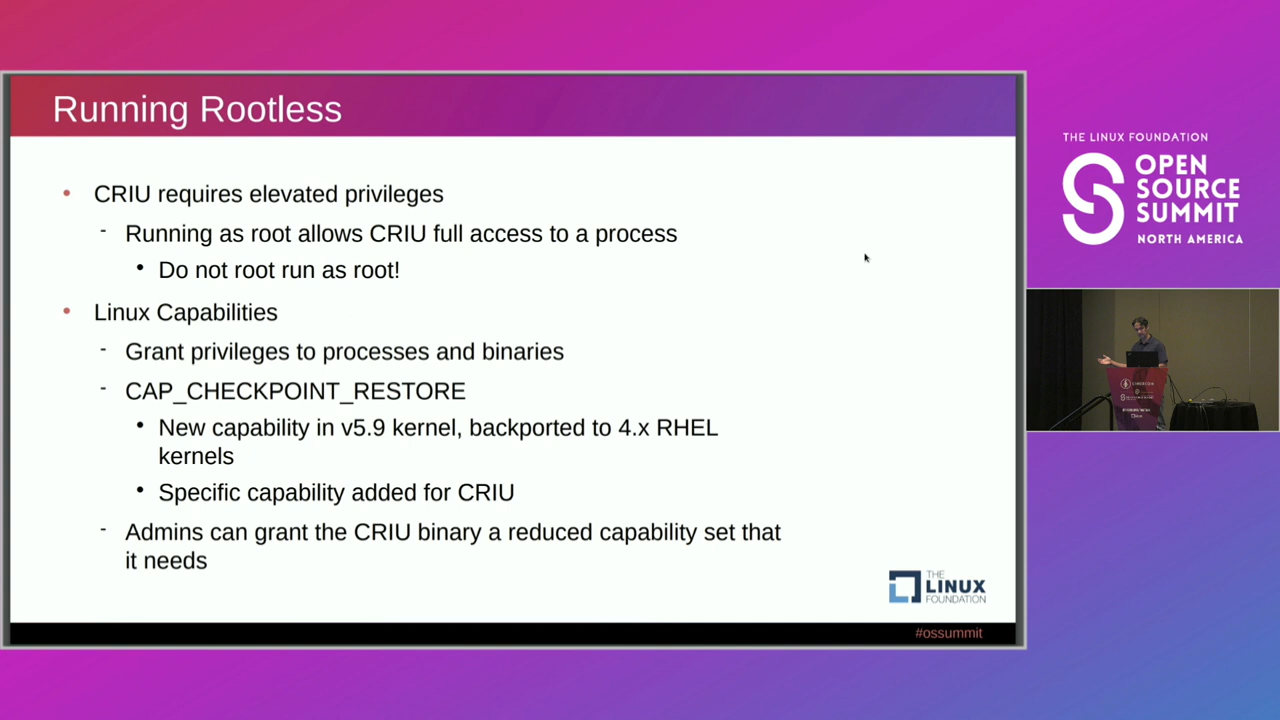 Running Rootless
• CRIU requires elevated privileges
- Running as root allows CRIU full access to a process
• Do not root run as root!
• Linux Capabilities
- Grant privileges to processes and binaries
- CAP_CHECKPOINT_RESTORE
• New capability in v5.9 kernel, backported to 4.x RHEL
kernels
• Specific capability added for CRIU
- Admins can grant the CRIU binary a reduced capability set that
it needs
THE
LINUX
FOUNDATION
#ossummit
THE LINUX FOUNDATION
OPEN
SOURCE
SUMMIT
NORTH AMERICA